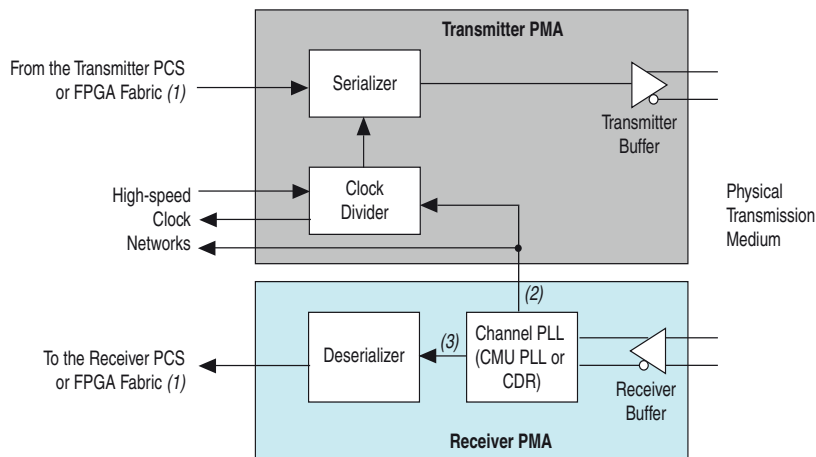 Transmitter PMA
From the Transmitter PCS
or FPGA Fabric (1)
Serializer
Transmitter
Buffer
High-speed
Clock
Networks
Clock
Divider
Physical
Transmission
Medium
(2)
To the Receiver PCS
or FPGA Fabric (1)
Deserializer
(3)
Channel PLL
(CMU PLL or
CDR)
Receiver
Buffer
Receiver PMA